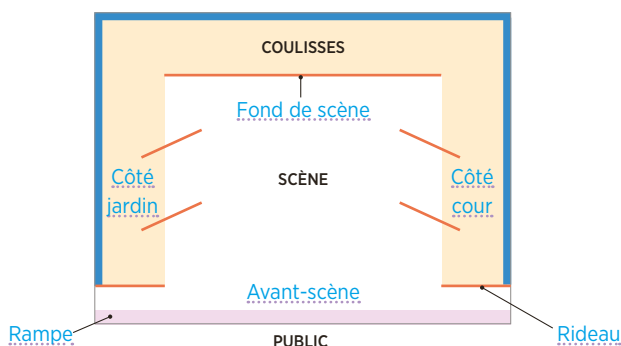 COULISSES
Fond de scène
Côté
jardin
SCÈNE
Côté
cour
Avant-scène
Rampe
PUBLIC
Rideau